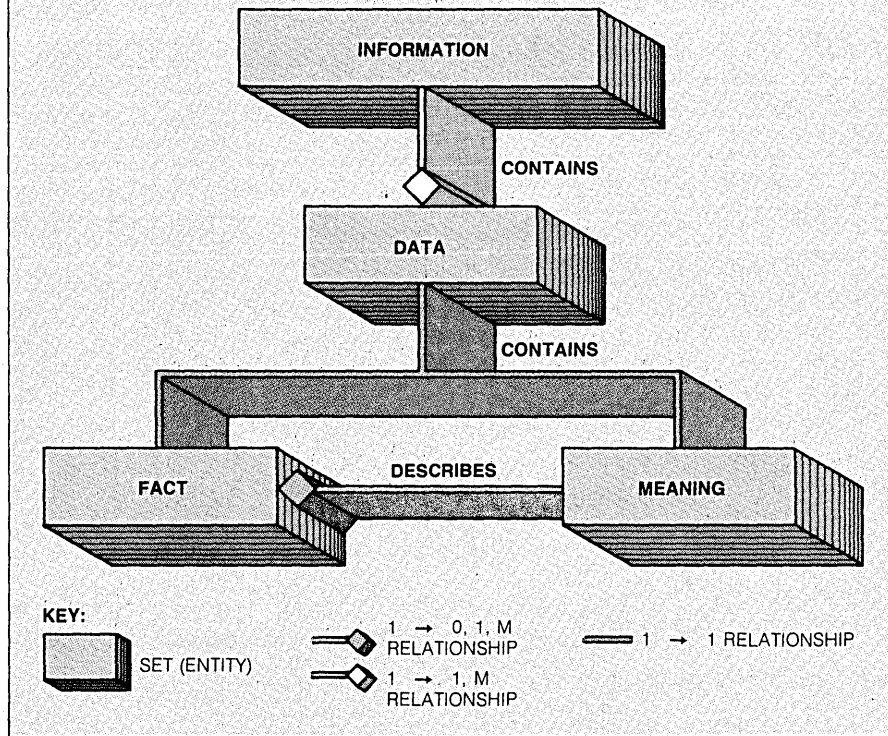 INFORMATION
CONTAINS
DATA
CONTAINS
DESCRIBES
FACT
MEANING
KEY:
SET (ENTITY)
1 → 0, 1, M
RELATIONSHIP
1 → 1, M
RELATIONSHIP
1 → 1 RELATIONSHIP